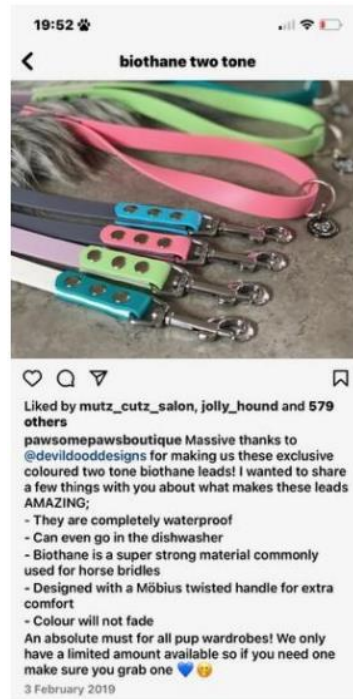 19:52
biothane two tone
Liked by mutz_cutz_salon, jolly_hound and 579
others
pawsomepawsboutique Massive thanks to
@devildooddesigns for making us these exclusive
coloured two tone biothane leads! I wanted to share
a few things with you about what makes these leads
AMAZING;
- They are completely waterproof
- Can even go in the dishwasher
- Biothane is a super strong material commonly
used for horse bridles
- Designed with a Möbius twisted handle for extra
comfort
- Colour will not fade
An absolute must for all pup wardrobes! We only
have a limited amount available so if you need one
make sure you grab one 💙🤗
3 February 2019